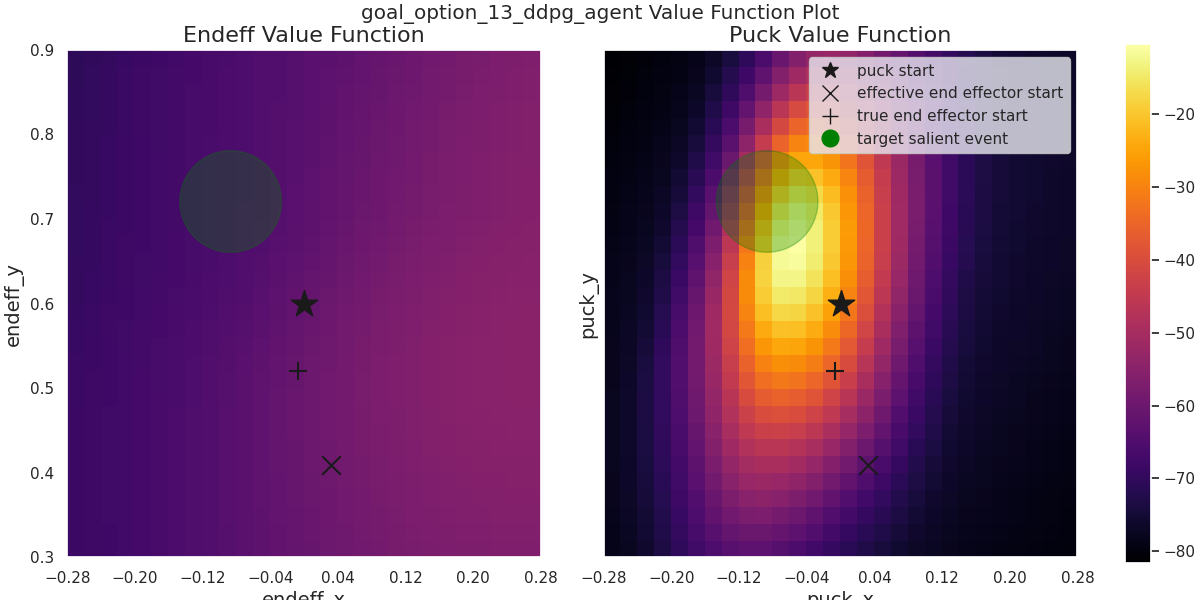 goal_option_13_ddpg_agent Value Function Plot
Endeff Value Function
Puck Value Function
0.9
0.8
0.7
0.6
0.5
0.4
0.3
endeff_y
−0.28 −0.20 −0.12 −0.04 0.04 0.12 0.20 0.28
endeff_x
puck_y
puck start
effective end effector start
true end effector start
target salient event
−0.28 −0.20 −0.12 −0.04 0.04 0.12 0.20 0.28
puck_x
−20
−30
−40
−50
−60
−70
−80